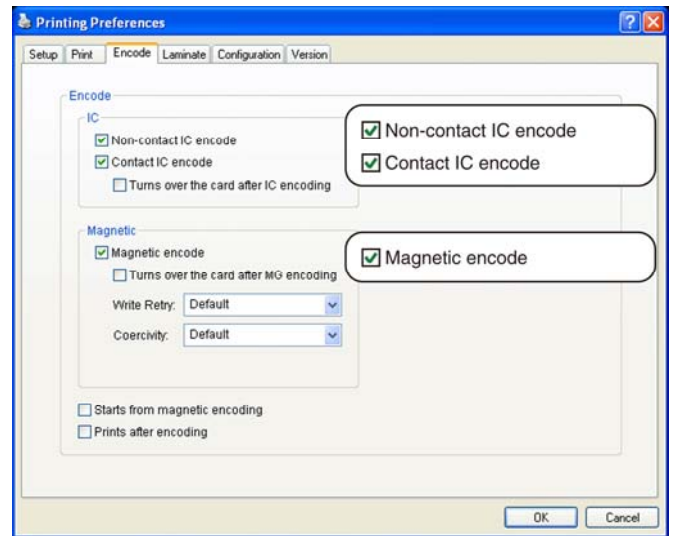 Printing Preferences
Setup Print Encode Laminate Configuration Version
Encode
IC
Non-contact IC encode
Contact IC encode
Turns over the card after IC encoding
Non-contact IC encode
Contact IC encode
Magnetic
Magnetic encode
Turns over the card after MG encoding
Magnetic encode
Write Retry: Default
Coercivity: Default
Starts from magnetic encoding
Prints after encoding
OK Cancel